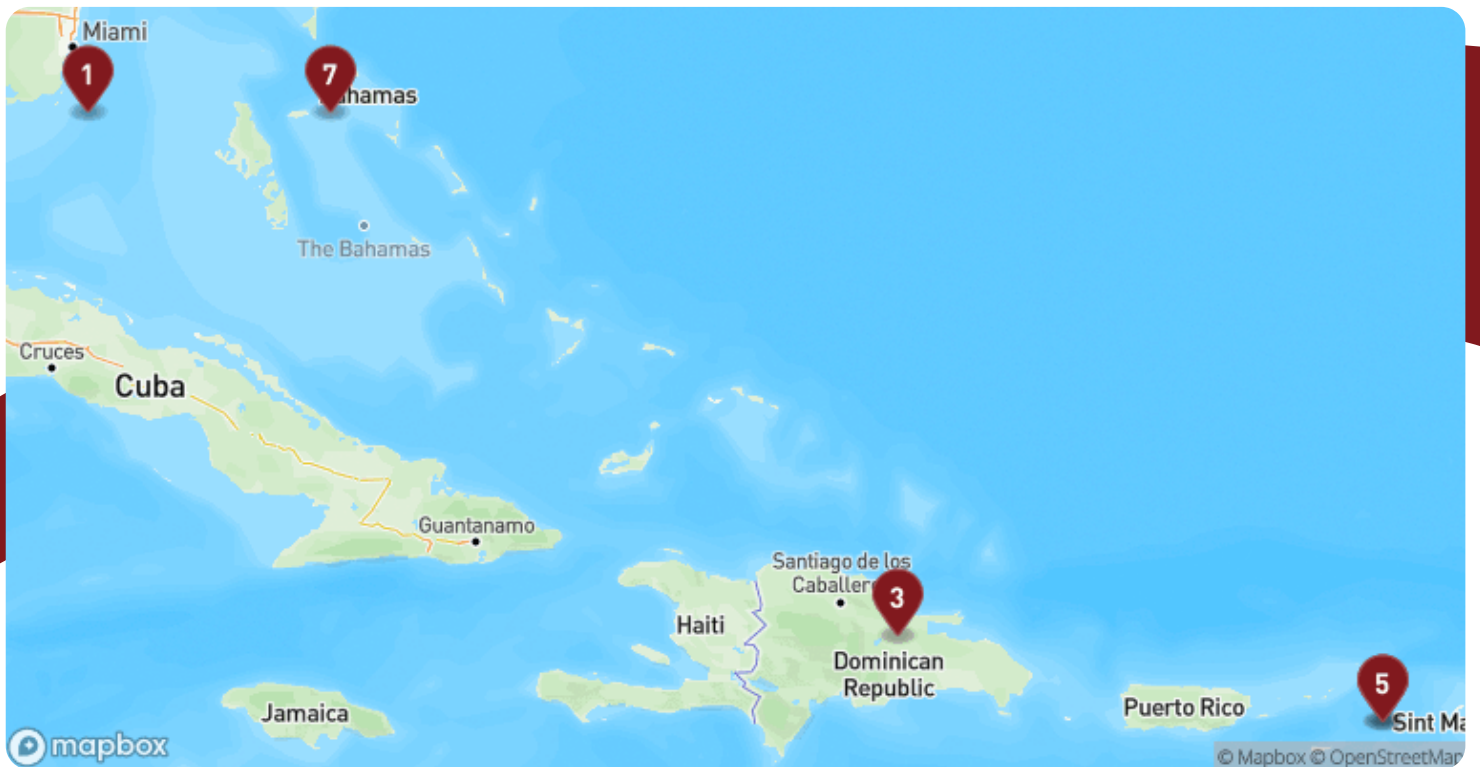 Miami
1
7
ahamas
The Bahamas
Cruces
Cuba
Guantanamo
Santiago de los
Caballer
3
Haiti
Dominican
Republic
5
Jamaica
Puerto Rico
Sint Ma
mapbox
© Mapbox © OpenStreetMap